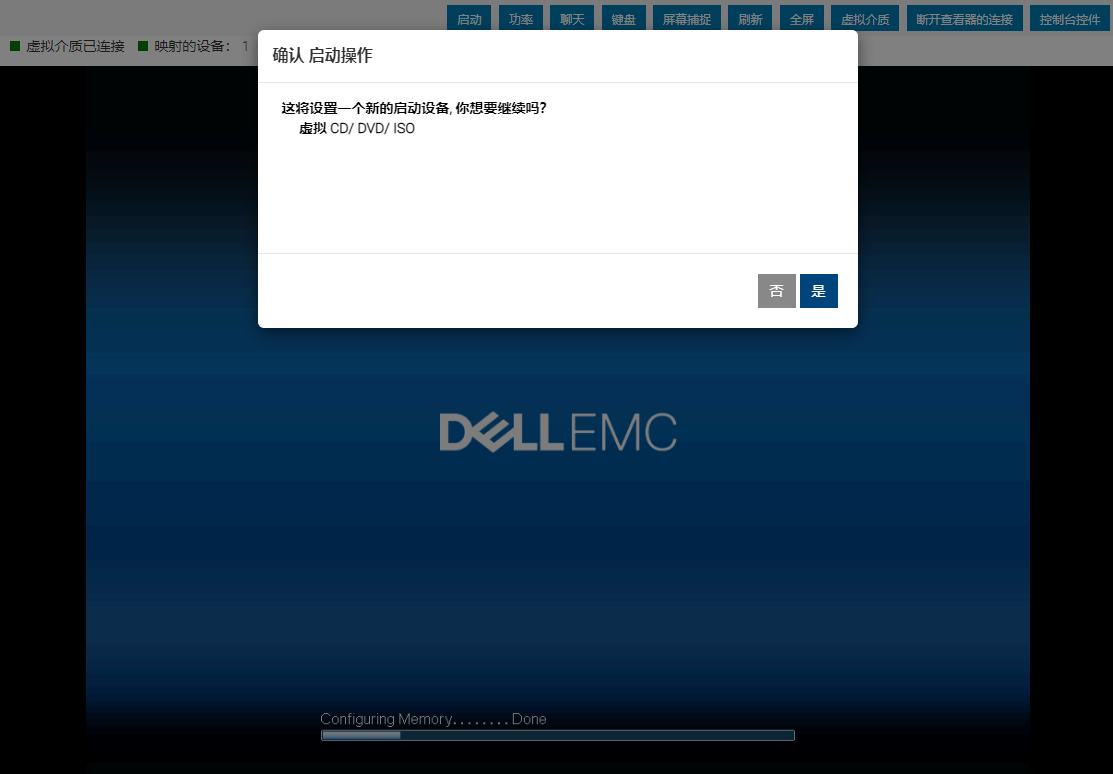 启动 功率 聊天 键盘 屏幕捕捉 刷新 全屏 虚拟介质 断开查看器的连接 控制台控件
虚拟介质已连接 映射的设备： 1
确认 启动操作
这将设置一个新的启动设备, 你想要继续吗?
虚拟 CD/ DVD/ ISO
否 是
DELLEMC
Configuring Memory........Done